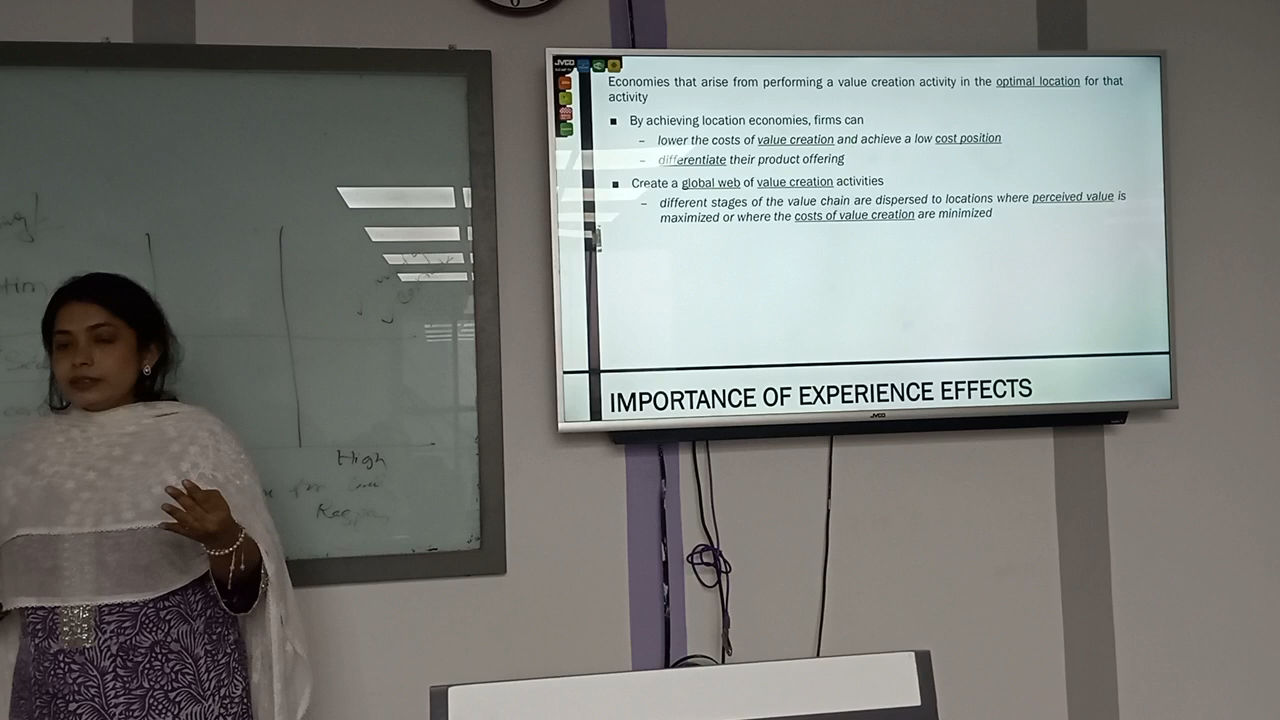 JVCO
Economies that arise from performing a value creation activity in the optimal location for that
activity
■ By achieving location economies, firms can
– lower the costs of value creation and achieve a low cost position
– differentiate their product offering
■ Create a global web of value creation activities
– different stages of the value chain are dispersed to locations where perceived value is
maximized or where the costs of value creation are minimized
IMPORTANCE OF EXPERIENCE EFFECTS
JVCO
High